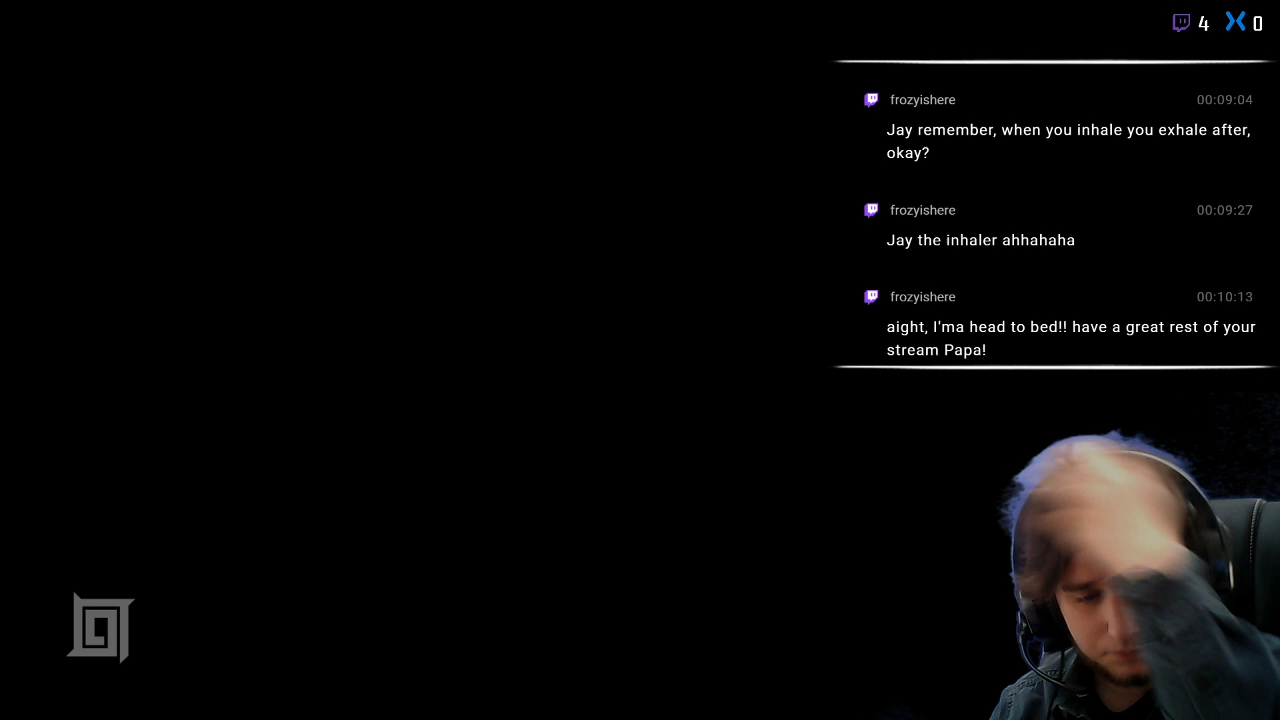 4 0
frozyishere 00:09:04
Jay remember, when you inhale you exhale after,
okay?
frozyishere 00:09:27
Jay the inhaler ahhahaha
frozyishere 00:10:13
aight, I'ma head to bed!! have a great rest of your
stream Papa!